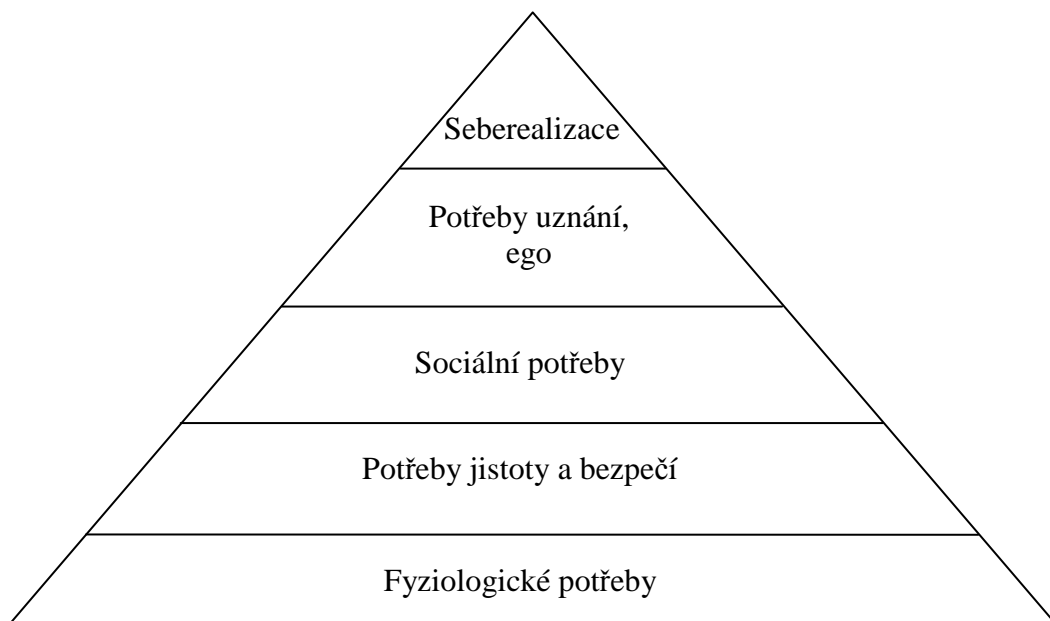 Seberealizace
Potřeby uznání,
ego
Sociální potřeby
Potřeby jistoty a bezpečí
Fyziologické potřeby